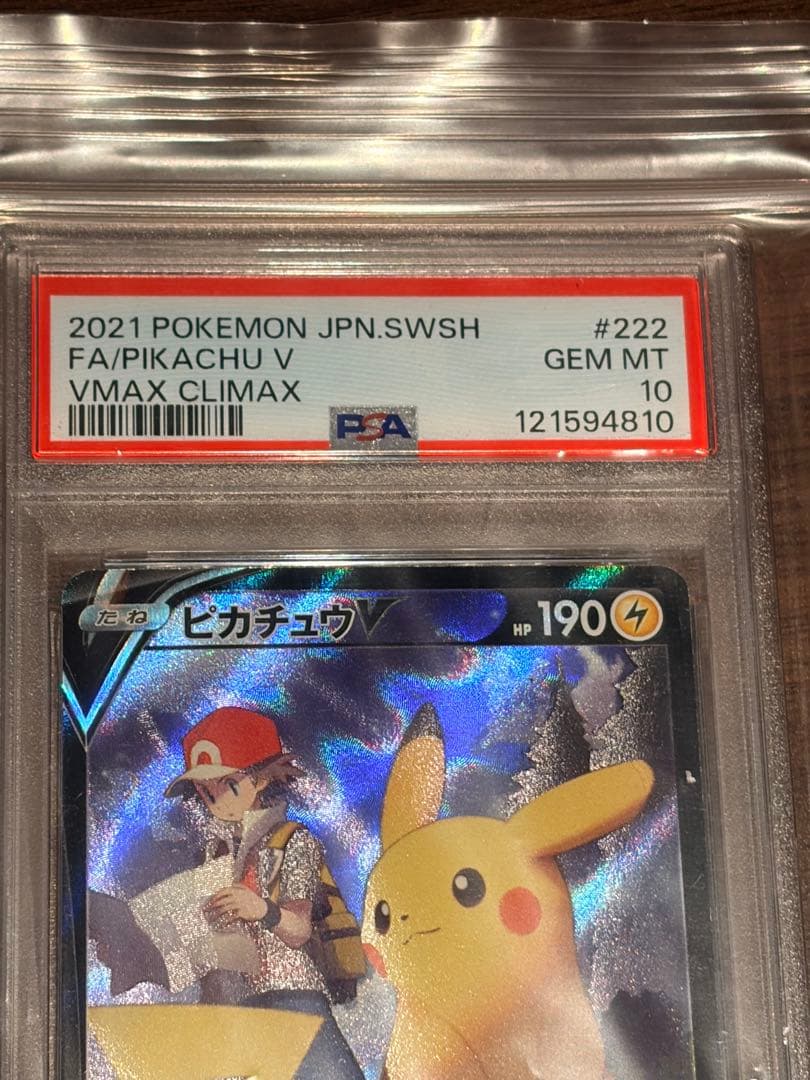 2021 POKEMON JPN.SWSH #222
FA/PIKACHU V GEM MT
VMAX CLIMAX 10
PSA 121594810
たね ピカチュウV HP 190